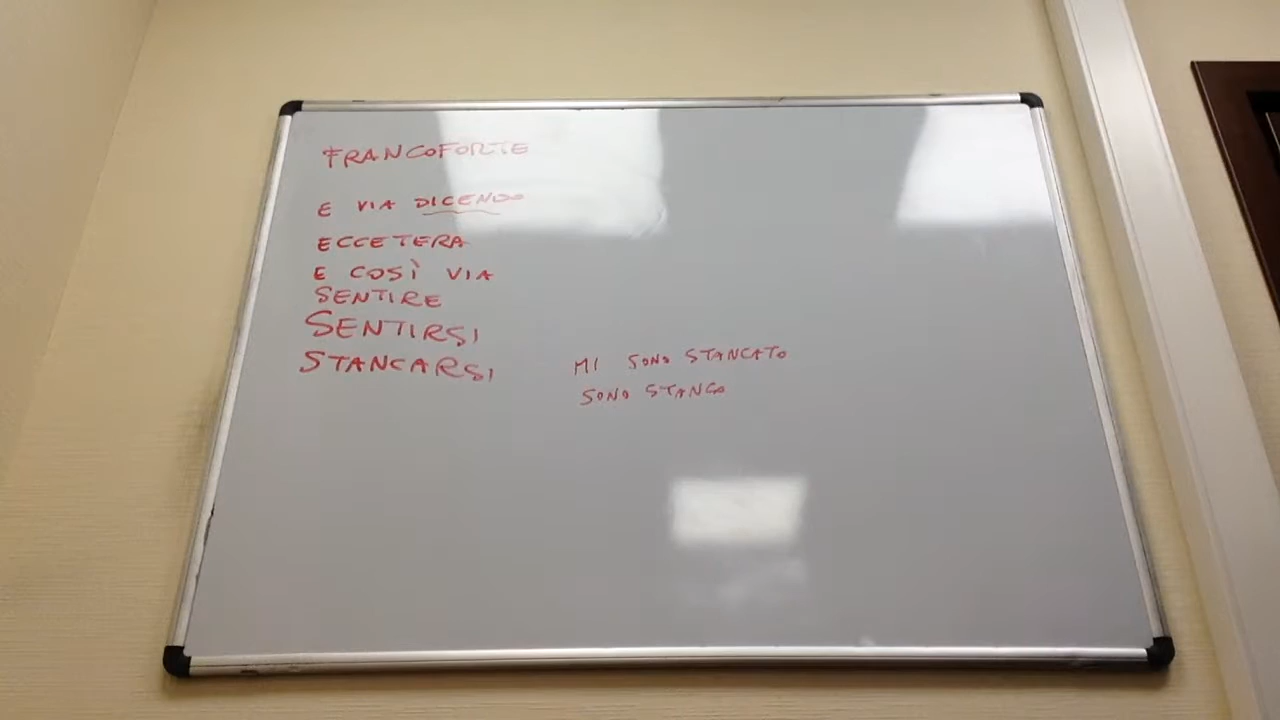 FRANCOFORTE
E VIA DICENDO
ECCETERA
E COSÌ VIA
SENTIRE
SENTIRSI
STANCARSI
MI SONO STANCATO
SONO STANCO